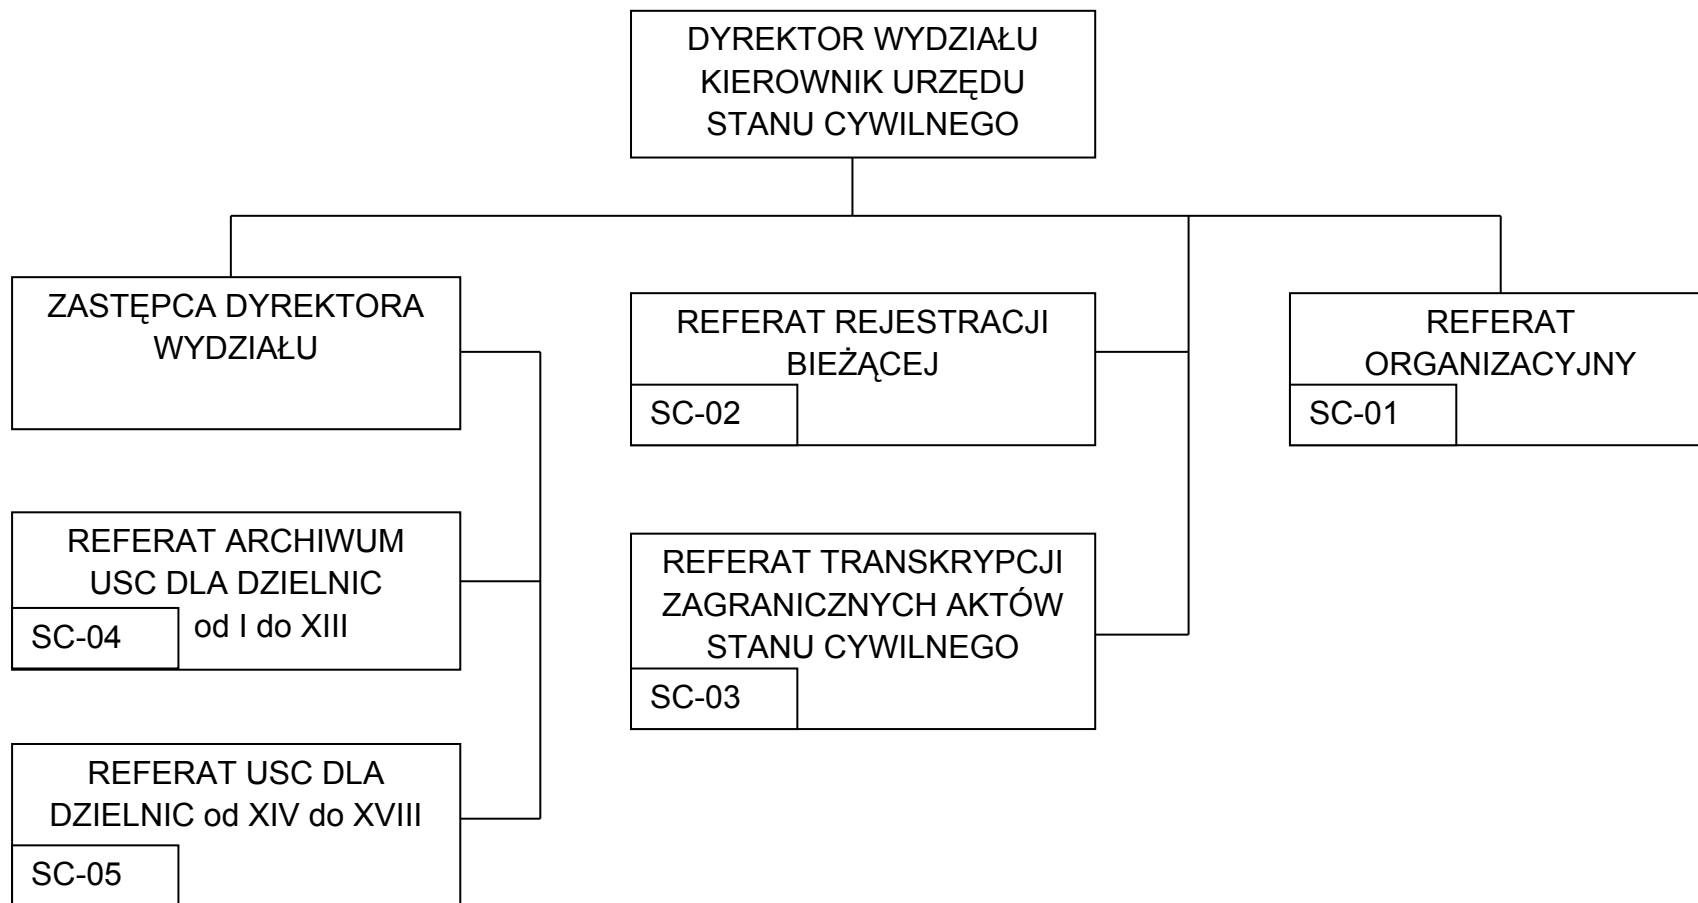 DYREKTOR WYDZIAŁU
KIEROWNIK URZĘDU
STANU CYWILNEGO
ZASTĘPCA DYREKTORA
WYDZIAŁU
REFERAT REJESTRACJI
BIEŻĄCEJ
SC-02
REFERAT
ORGANIZACYJNY
SC-01
REFERAT ARCHIWUM
USC DLA DZIELNIC
od I do XIII
SC-04
REFERAT TRANSKRYPCJI
ZAGRANICZNYCH AKTÓW
STANU CYWILNEGO
SC-03
REFERAT USC DLA
DZIELNIC od XIV do XVIII
SC-05